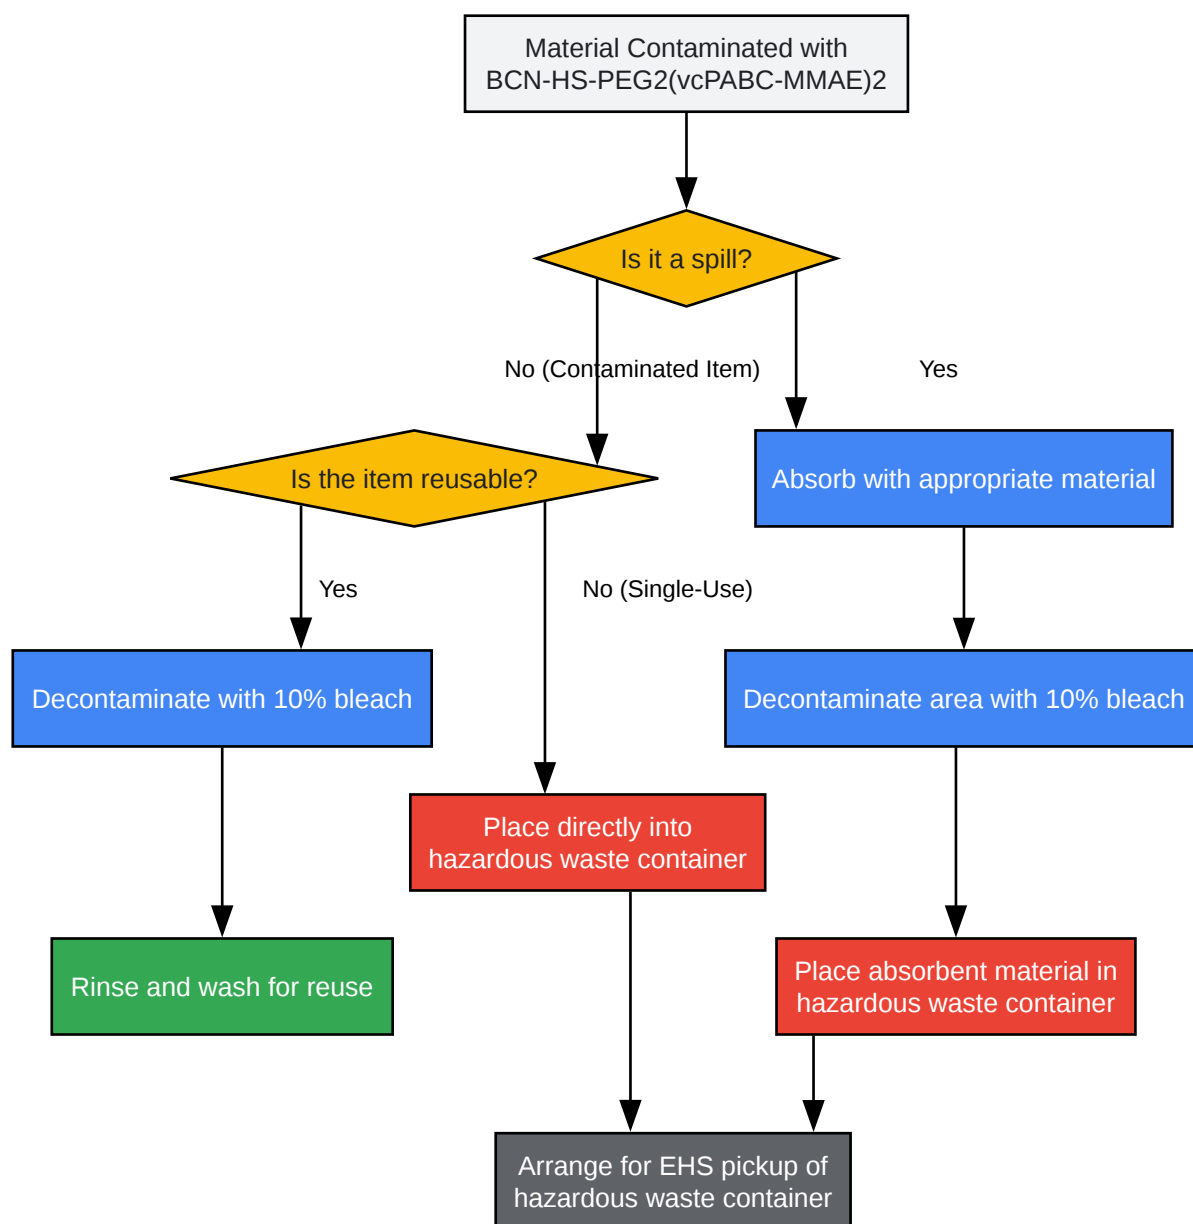 Material Contaminated with
BCN-HS-PEG2(vcPABC-MMAE)2
Is it a spill?
No (Contaminated Item)
Yes
Is the item reusable?
Absorb with appropriate material
Yes
No (Single-Use)
Decontaminate with 10% bleach
Decontaminate area with 10% bleach
Place directly into
hazardous waste container
Rinse and wash for reuse
Place absorbent material in
hazardous waste container
Arrange for EHS pickup of
hazardous waste container